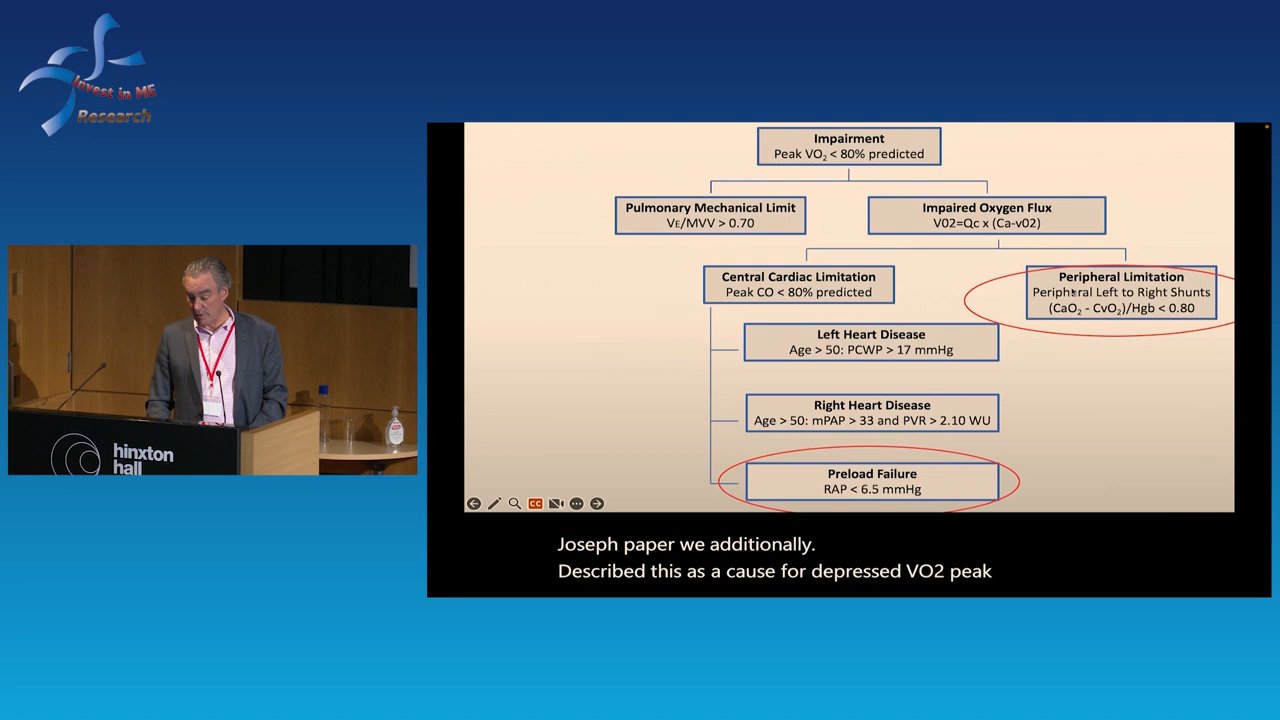 Invest in ME
Research
hinxton
hall
Impairment
Peak VO₂ < 80% predicted
Pulmonary Mechanical Limit
VE/MVV > 0.70
Impaired Oxygen Flux
V02=Qc x (Ca-v02)
Central Cardiac Limitation
Peak CO < 80% predicted
Peripheral Limitation
Peripheral Left to Right Shunts
(CaO₂ - CvO₂)/Hgb < 0.80
Left Heart Disease
Age > 50: PCWP > 17 mmHg
Right Heart Disease
Age > 50: mPAP > 33 and PVR > 2.10 WU
Preload Failure
RAP < 6.5 mmHg
CC
Joseph paper we additionally.
Described this as a cause for depressed VO2 peak